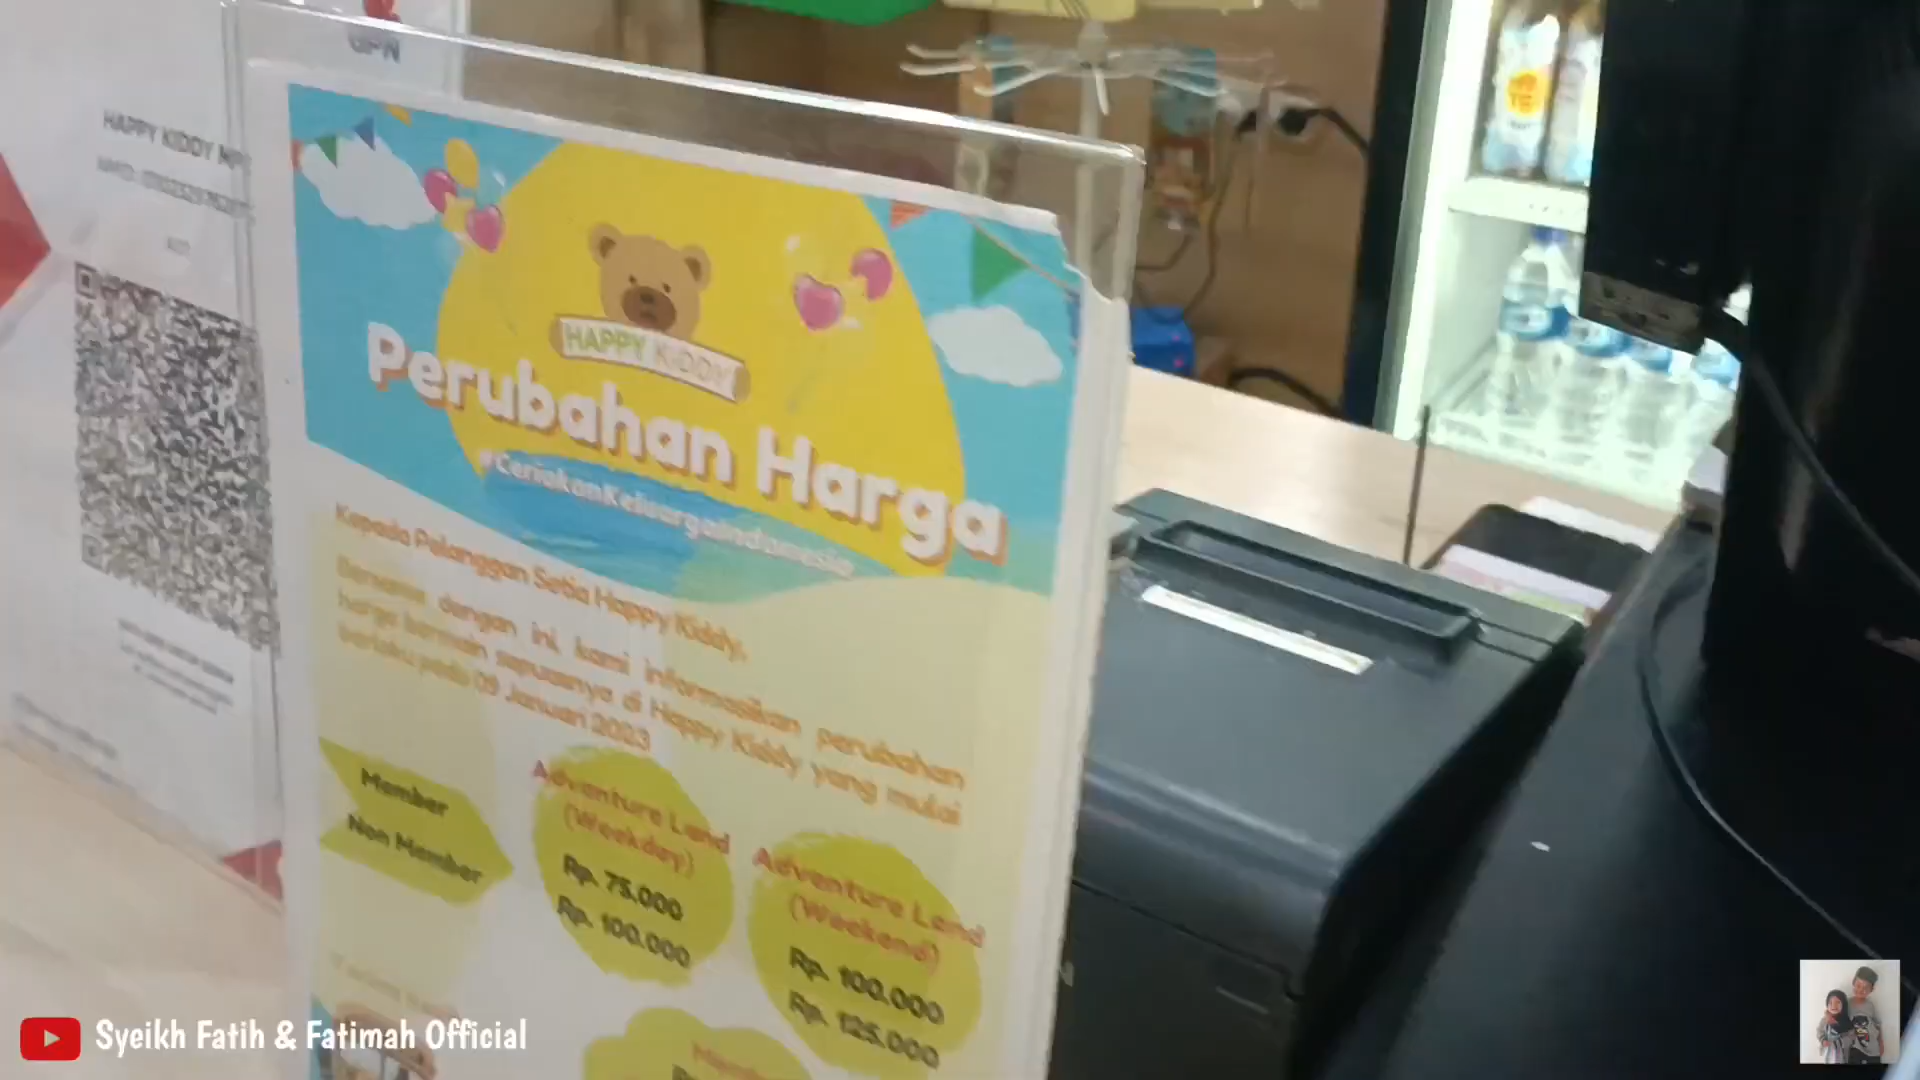 GPN
HAPPY KIDDY
HAPPY KIDDY
Perubahan Harga
#CeriakanKeluargaIndonesia
Kepada Pelanggan Setia Happy Kiddy,
Bersama dengan ini, kami informasikan perubahan
harga bermain sepuasnya di Happy Kiddy yang mulai
berlaku pada 09 Januari 2023
Member
Non Member
Adventure Land
(Weekday)
Rp. 75.000
Rp. 100.000
Adventure Land
(Weekend)
Rp. 100.000
Rp. 125.000
Syeikh Fatih & Fatimah Official